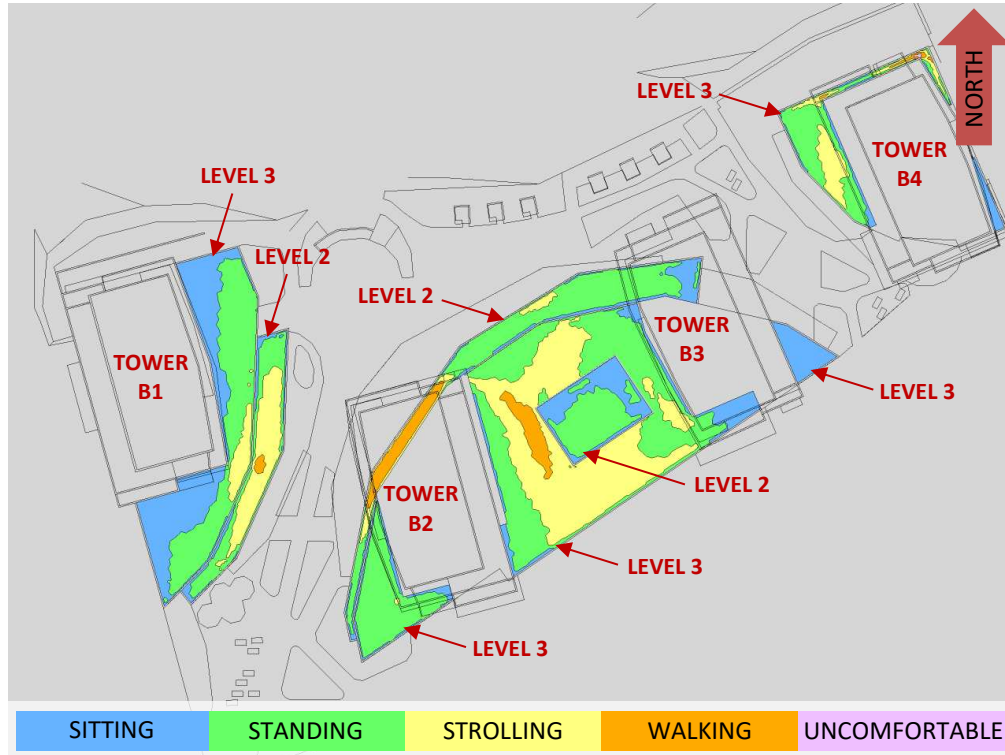 NORTH
LEVEL 3
TOWER
B4
LEVEL 3
LEVEL 2
LEVEL 2
TOWER
B3
TOWER
B1
LEVEL 3
LEVEL 2
TOWER
B2
LEVEL 3
LEVEL 3
SITTING
STANDING
STROLLING
WALKING
UNCOMFORTABLE